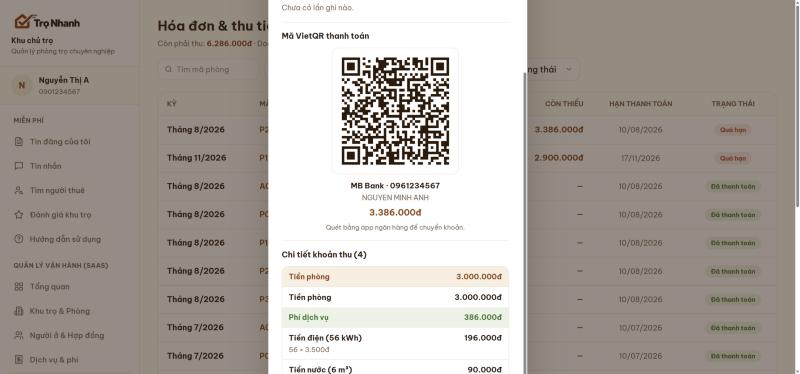 Trọ Nhanh
Khu chủ trọ
Quản lý phòng trọ chuyên nghiệp
N
Nguyễn Thị A
0901234567
MIỄN PHÍ
Tin đăng của tôi
Tin nhắn
Tìm người thuê
Đánh giá khu trọ
Hướng dẫn sử dụng
QUẢN LÝ VẬN HÀNH (SAAS)
Tổng quan
Khu trọ & Phòng
Người ở & Hợp đồng
Dịch vụ & phí
Hóa đơn & thu ti
Còn phải thu: 6.286.000đ
Tìm mã phòng
ng thái
KỲ
CÒN THIẾU
HẠN THANH TOÁN
TRẠNG THÁI
Tháng 8/2026
3.386.000đ
10/08/2026
Quá hạn
Tháng 11/2026
2.900.000đ
17/11/2026
Quá hạn
Tháng 8/2026
–
10/08/2026
Đã thanh toán
Tháng 8/2026
–
10/08/2026
Đã thanh toán
Tháng 8/2026
–
10/08/2026
Đã thanh toán
Tháng 8/2026
–
10/08/2026
Đã thanh toán
Tháng 8/2026
–
10/08/2026
Đã thanh toán
Tháng 7/2026
–
10/07/2026
Đã thanh toán
Tháng 7/2026
–
10/07/2026
Đã thanh toán
Chưa có lần ghi nào.
Mã VietQR thanh toán
MB Bank · 0961234567
NGUYEN MINH ANH
3.386.000đ
Quét bằng app ngân hàng để chuyển khoản.
Chi tiết khoản thu (4)
Tiền phòng 3.000.000đ
Tiền phòng 3.000.000đ
Phí dịch vụ 386.000đ
Tiền điện (56 kWh) 196.000đ
56 × 3.500đ
Tiền nước (6 m³) 90.000đ